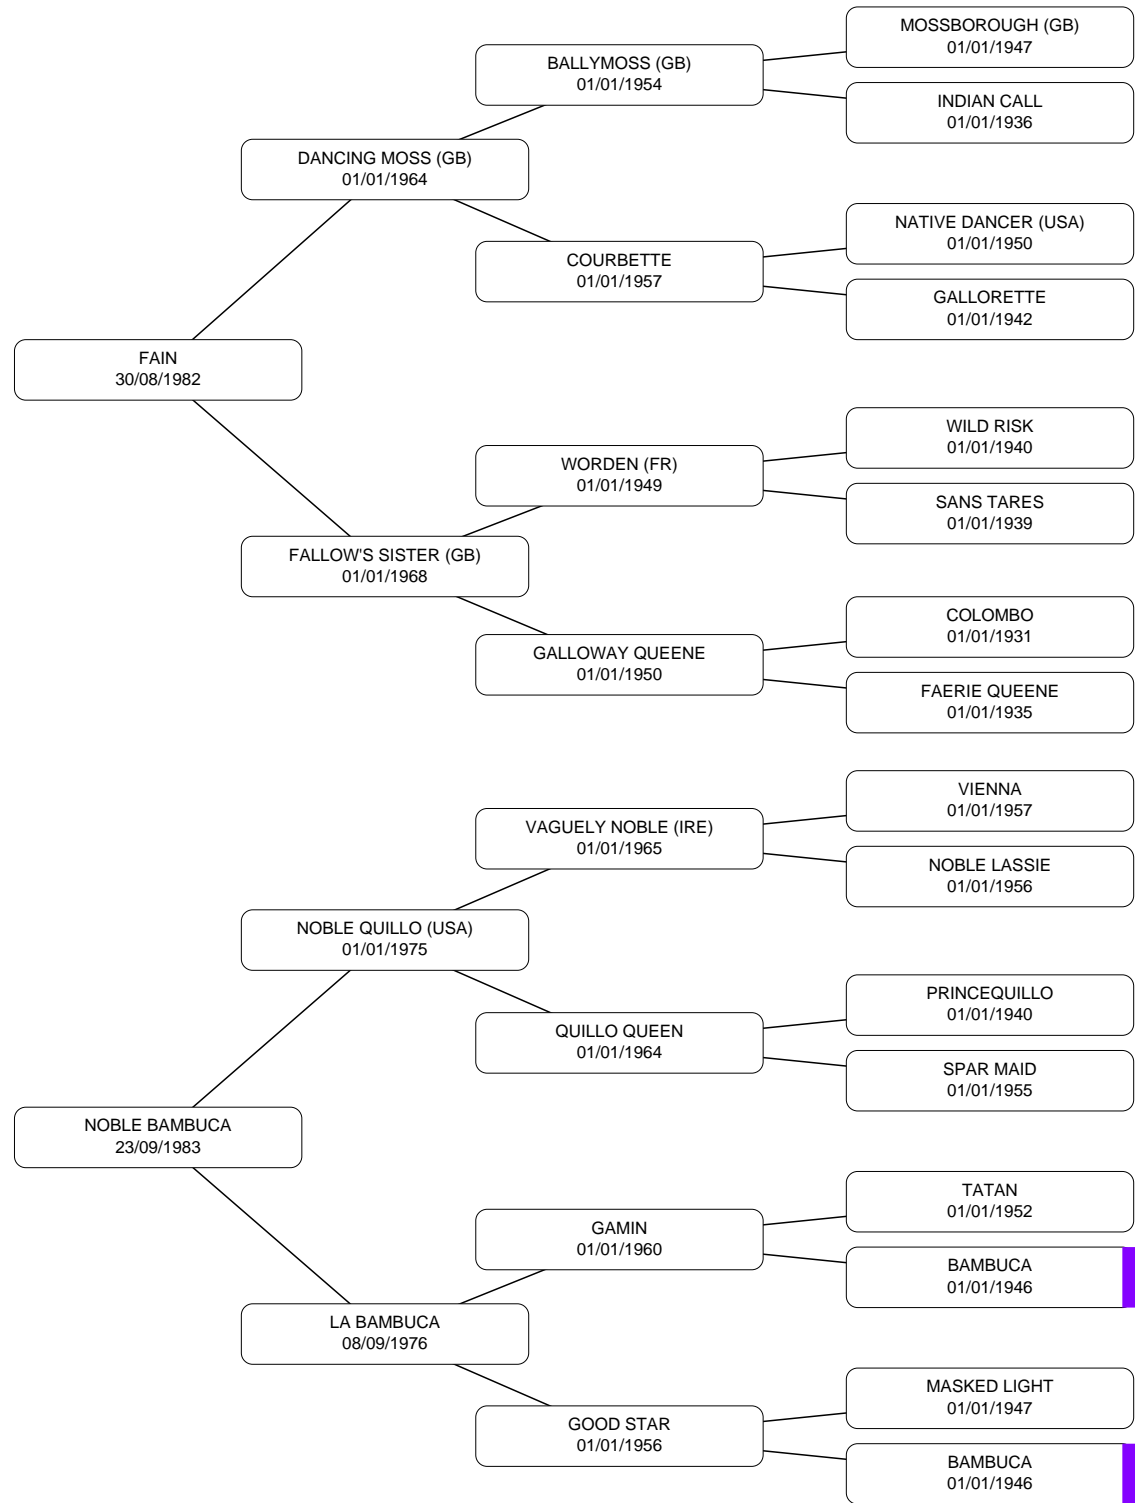 MOSSBOROUGH (GB)
01/01/1947
BALLYMOSS (GB)
01/01/1954
INDIAN CALL
01/01/1936
DANCING MOSS (GB)
01/01/1964
NATIVE DANCER (USA)
01/01/1950
COURBETTE
01/01/1957
GALLORETTE
01/01/1942
FAIN
30/08/1982
WILD RISK
01/01/1940
WORDEN (FR)
01/01/1949
SANS TARES
01/01/1939
FALLOW'S SISTER (GB)
01/01/1968
COLOMBO
01/01/1931
GALLOWAY QUEENE
01/01/1950
FAERIE QUEENE
01/01/1935
VIENNA
01/01/1957
VAGUELY NOBLE (IRE)
01/01/1965
NOBLE LASSIE
01/01/1956
NOBLE QUILLO (USA)
01/01/1975
PRINCEQUILLO
01/01/1940
QUILLO QUEEN
01/01/1964
SPAR MAID
01/01/1955
NOBLE BAMBUCA
23/09/1983
TATAN
01/01/1952
GAMIN
01/01/1960
BAMBUCA
01/01/1946
LA BAMBUCA
08/09/1976
MASKED LIGHT
01/01/1947
GOOD STAR
01/01/1956
BAMBUCA
01/01/1946